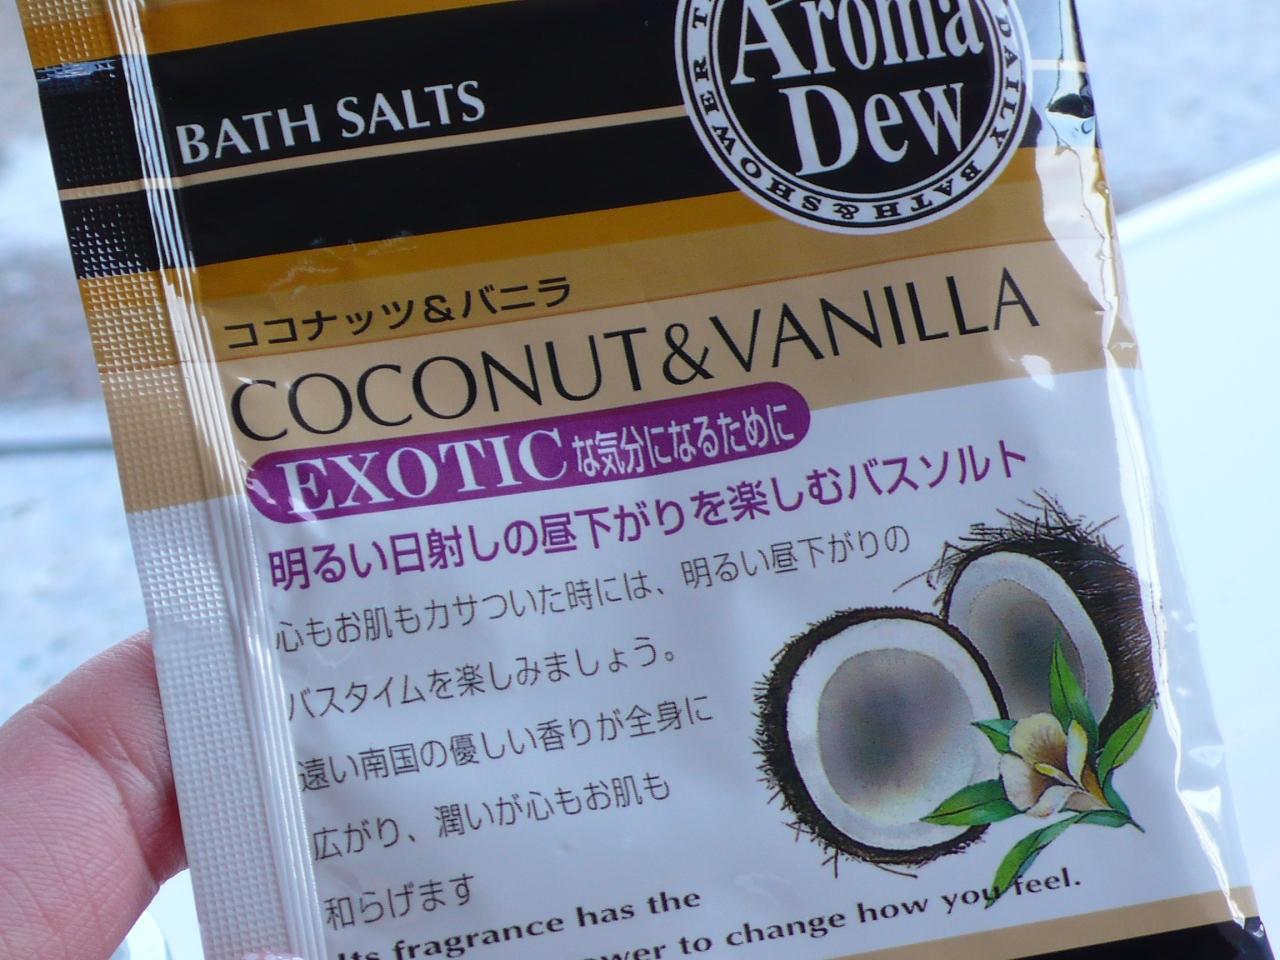 BATH SALTS
Aroma
Dew
DAILY BATH & SHOWER
ココナッツ&バニラ
COCONUT&VANILLA
EXOTICな気分になるために
明るい日射しの昼下がりを楽しむバスソルト
心もお肌もカサついた時には、明るい昼下がりの
バスタイムを楽しみましょう。
遠い南国の優しい香りが全身に
広がり、潤いが心もお肌も
和らげます
Its fragrance has the
to change how you feel.